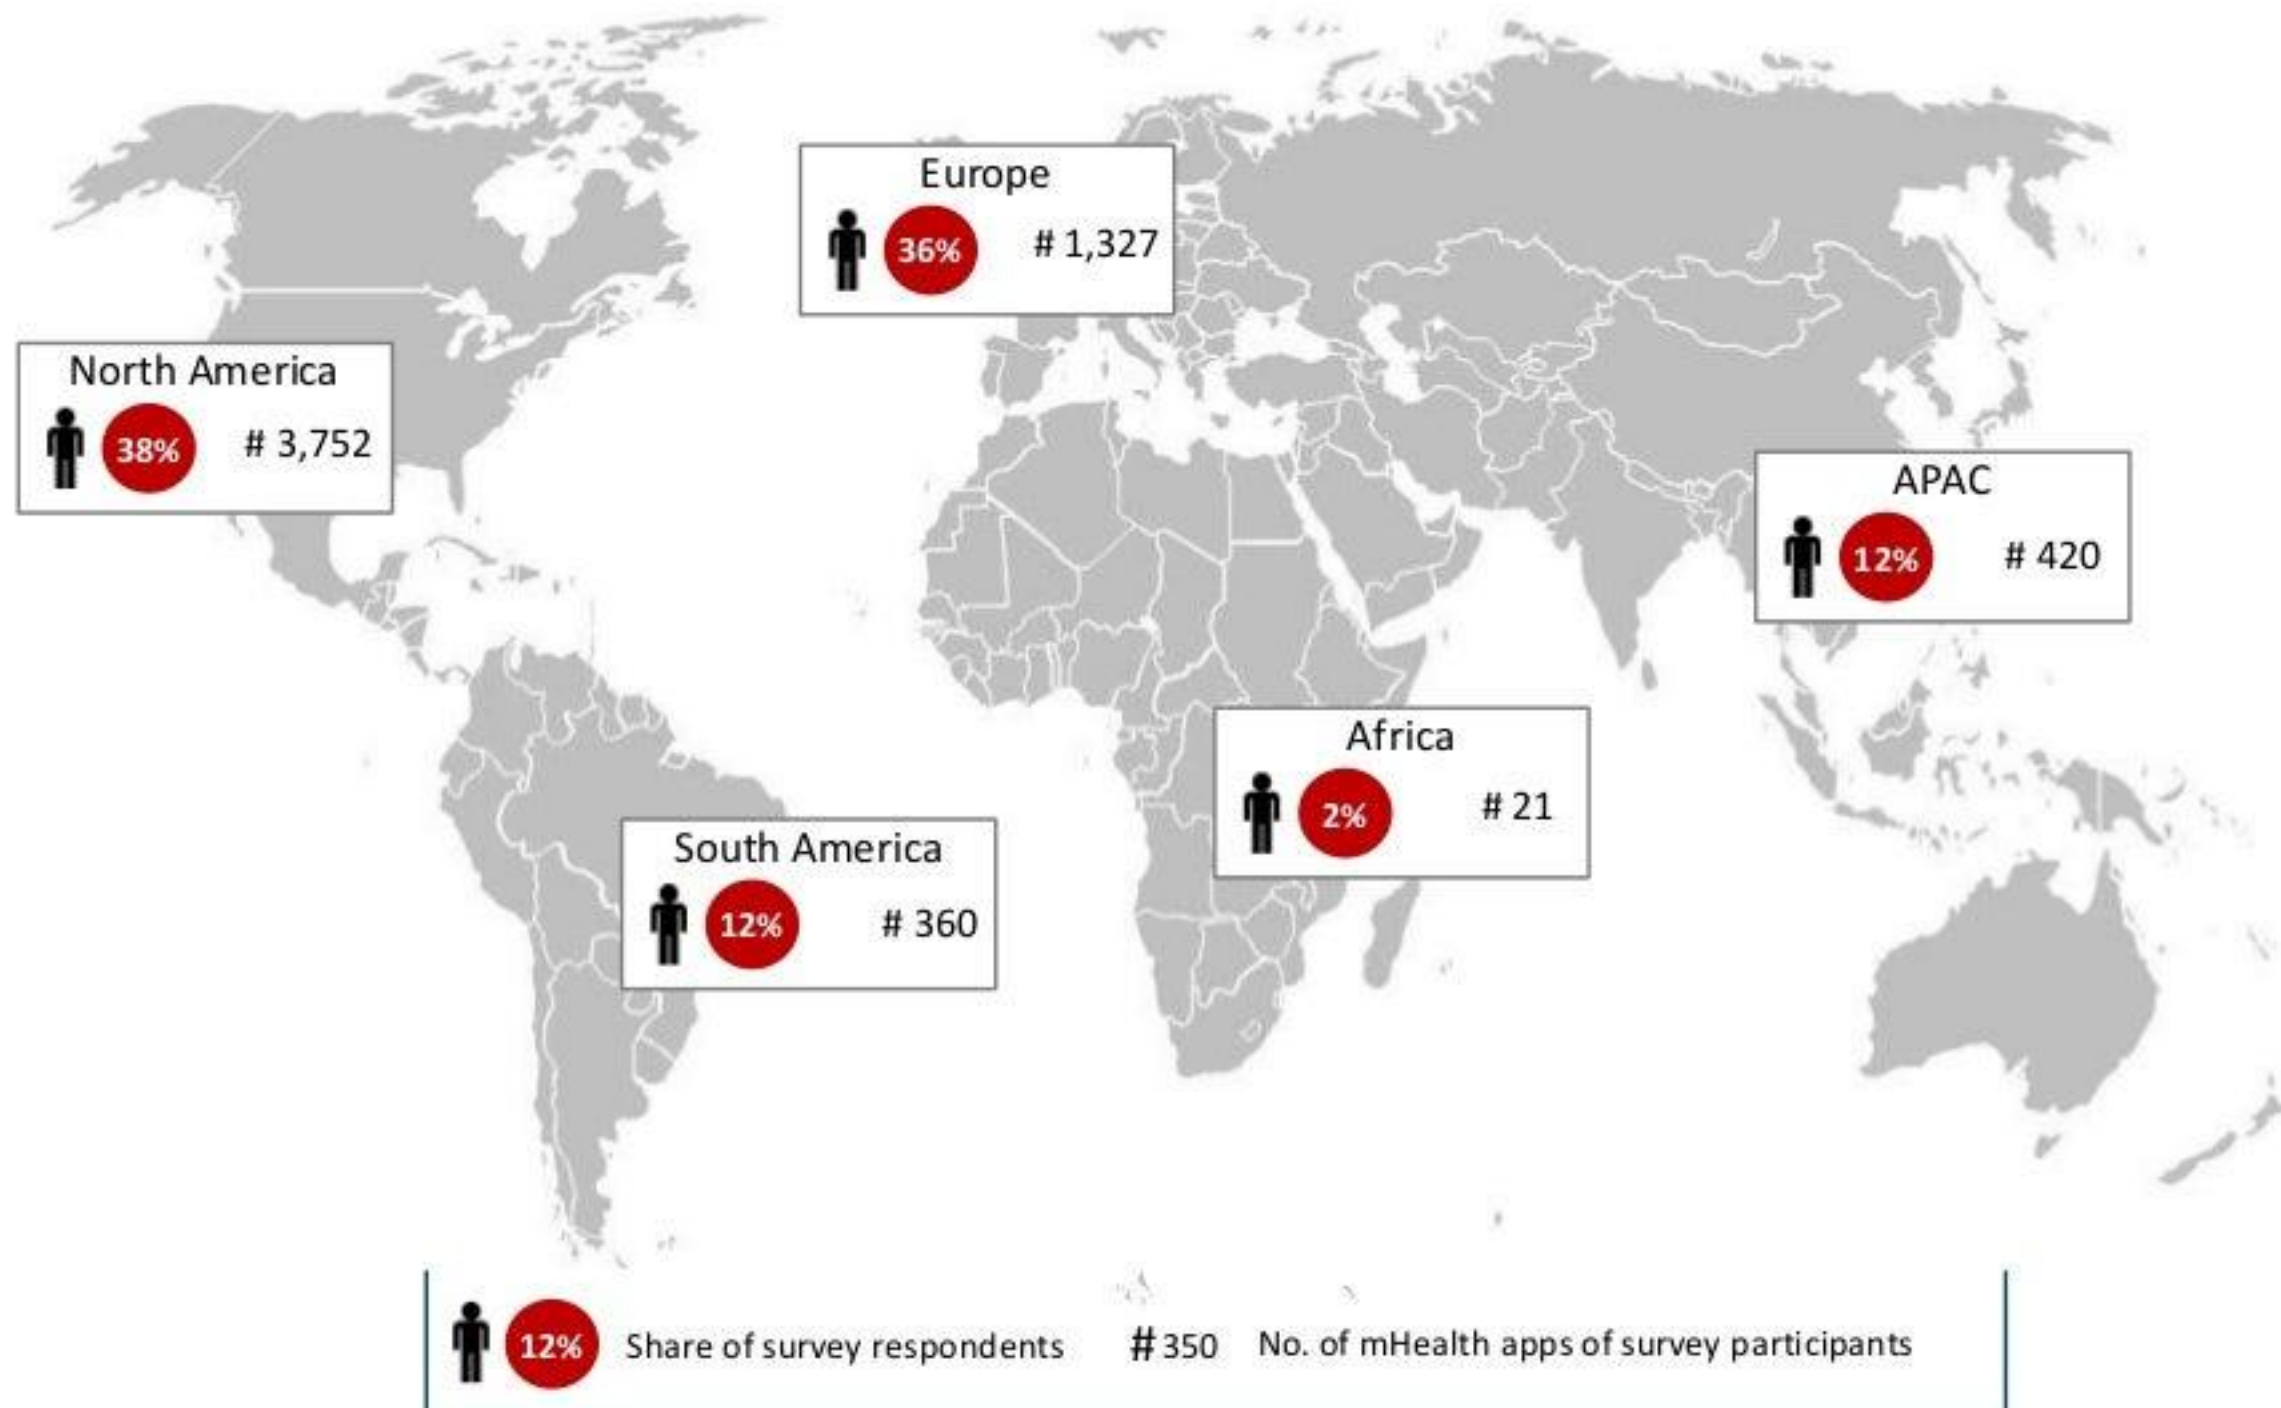 Europe
36% # 1,327
North America
38% # 3,752
APAC
12% # 420
Africa
2% # 21
South America
12% # 360
12% Share of survey respondents #350 No. of mHealth apps of survey participants